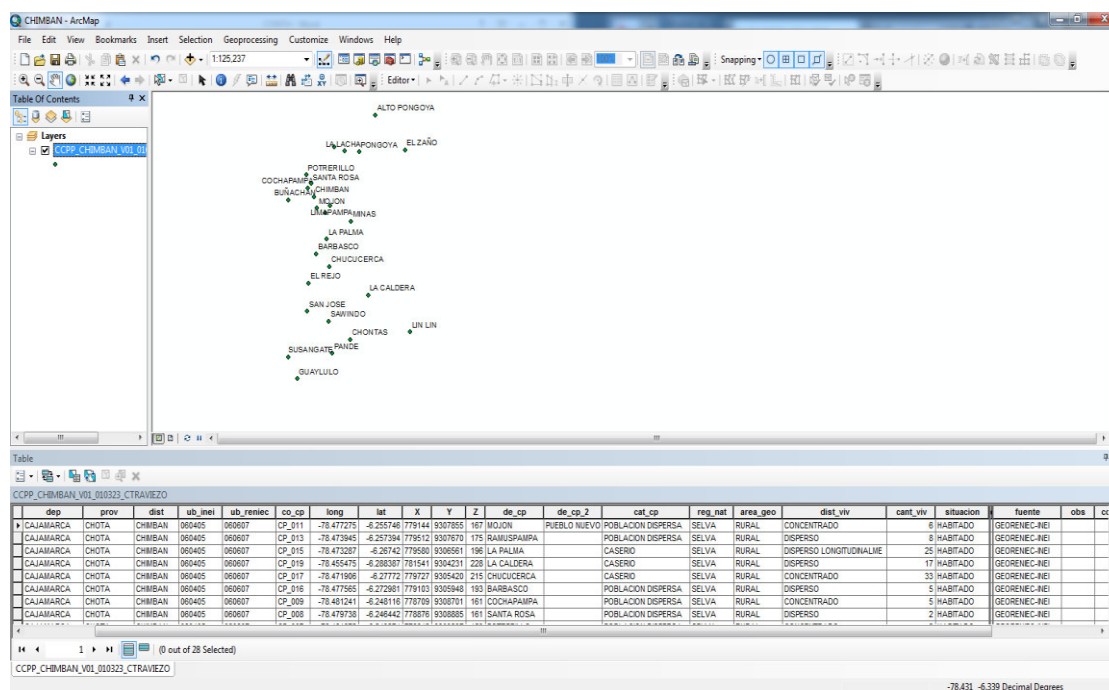 CHIMBAN - ArcMap
File Edit View Bookmarks Insert Selection Geoprocessing Customize Windows Help
1:125,237
Snapping
Editor
Table Of Contents
Layers
CCPP_CHIMBAN_V01_01
ALTO PONGOYA
LACHA PONGOYA EL ZAÑO
POTRERILLO
SANTA ROSA
COCHAPAMPA
CHIMBAN
BUÑACHAN
MOJON
LIMAPAMPA MINAS
LA PALMA
BARBASCO
CHUCUCERCA
EL REJO
LA CALDERA
SAN JOSE
SAWINDO
LIN LIN
CHONTAS
SUSANGATE PANDE
GUAYLULO
Table
CCPP_CHIMBAN_V01_010323_CTRAVIEZO
dep prov dist ub_inei ub_reniec co_cp long lat X Y Z de_cp de_cp_2 cat_cp reg_nat area_geo dist_viv cant_viv situacion fuente obs
CAJAMARCA CHOTA CHIMBAN 060405 060607 CP_011 -78.477275 -6.255746 779144 9307855 167 MOJON PUEBLO NUEVO POBLACION DISPERSA SELVA RURAL CONCENTRADO 6 HABITADO GEORENEC-INEI
CAJAMARCA CHOTA CHIMBAN 060405 060607 CP_013 -78.473945 -6.257394 779512 9307670 175 RAMUSPAMPA POBLACION DISPERSA SELVA RURAL DISPERSO 8 HABITADO GEORENEC-INEI
CAJAMARCA CHOTA CHIMBAN 060405 060607 CP_015 -78.473287 -6.26742 779580 9306561 196 LA PALMA CASERIO SELVA RURAL DISPERSO LONGITUDINALME 25 HABITADO GEORENEC-INEI
CAJAMARCA CHOTA CHIMBAN 060405 060607 CP_019 -78.455475 -6.288387 781541 9304231 228 LA CALDERA CASERIO SELVA RURAL DISPERSO 17 HABITADO GEORENEC-INEI
CAJAMARCA CHOTA CHIMBAN 060405 060607 CP_017 -78.471906 -6.27772 779727 9305420 215 CHUCUCERCA CASERIO SELVA RURAL CONCENTRADO 33 HABITADO GEORENEC-INEI
CAJAMARCA CHOTA CHIMBAN 060405 060607 CP_016 -78.477565 -6.272981 779103 9305948 193 BARBASCO POBLACION DISPERSA SELVA RURAL DISPERSO 5 HABITADO GEORENEC-INEI
CAJAMARCA CHOTA CHIMBAN 060405 060607 CP_009 -78.481241 -6.248116 778709 9308701 161 COCHAPAMPA POBLACION DISPERSA SELVA RURAL CONCENTRADO 5 HABITADO GEORENEC-INEI
CAJAMARCA CHOTA CHIMBAN 060405 060607 CP_008 -78.479738 -6.246442 778876 9308885 161 SANTA ROSA POBLACION DISPERSA SELVA RURAL DISPERSO 2 HABITADO GEORENEC-INEI
1 (0 out of 28 Selected)
CCPP_CHIMBAN_V01_010323_CTRAVIEZO
-78.431 -6.339 Decimal Degrees